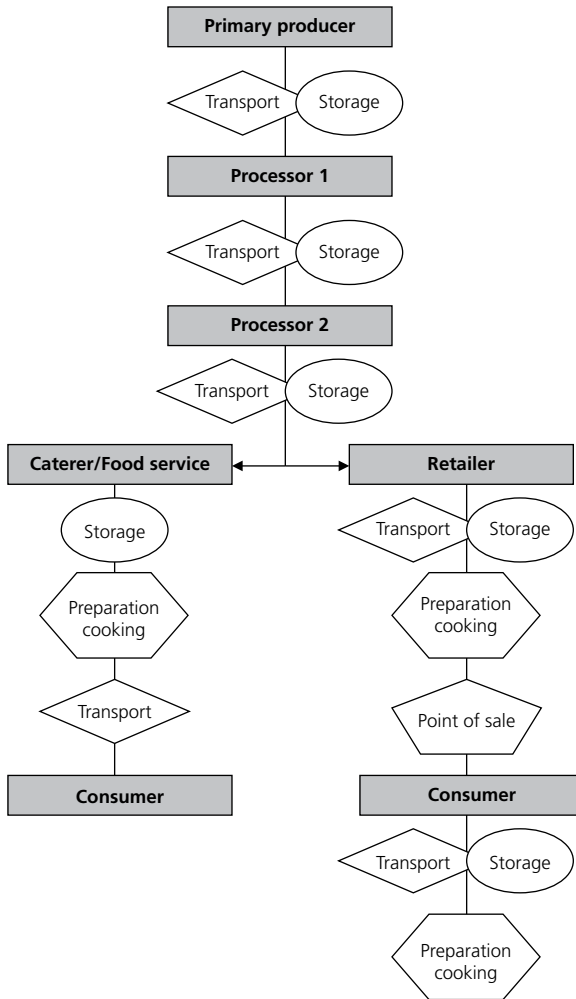 Primary producer
Transport
Storage
Processor 1
Transport
Storage
Processor 2
Transport
Storage
Caterer/Food service
Retailer
Storage
Transport
Storage
Preparation
cooking
Preparation
cooking
Transport
Point of sale
Consumer
Consumer
Transport
Storage
Preparation
cooking